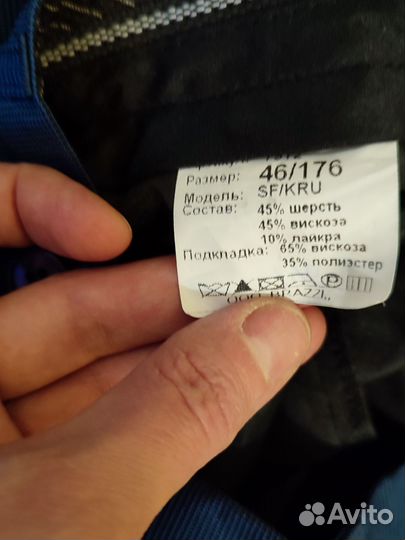 Размер: 46/176
Модель: SF/KRU
Состав: 45% шерсть
45% вискоза
10% лайкра
Подкладка: 65% вискоза
35% полиэстер
P
ООО
Avito